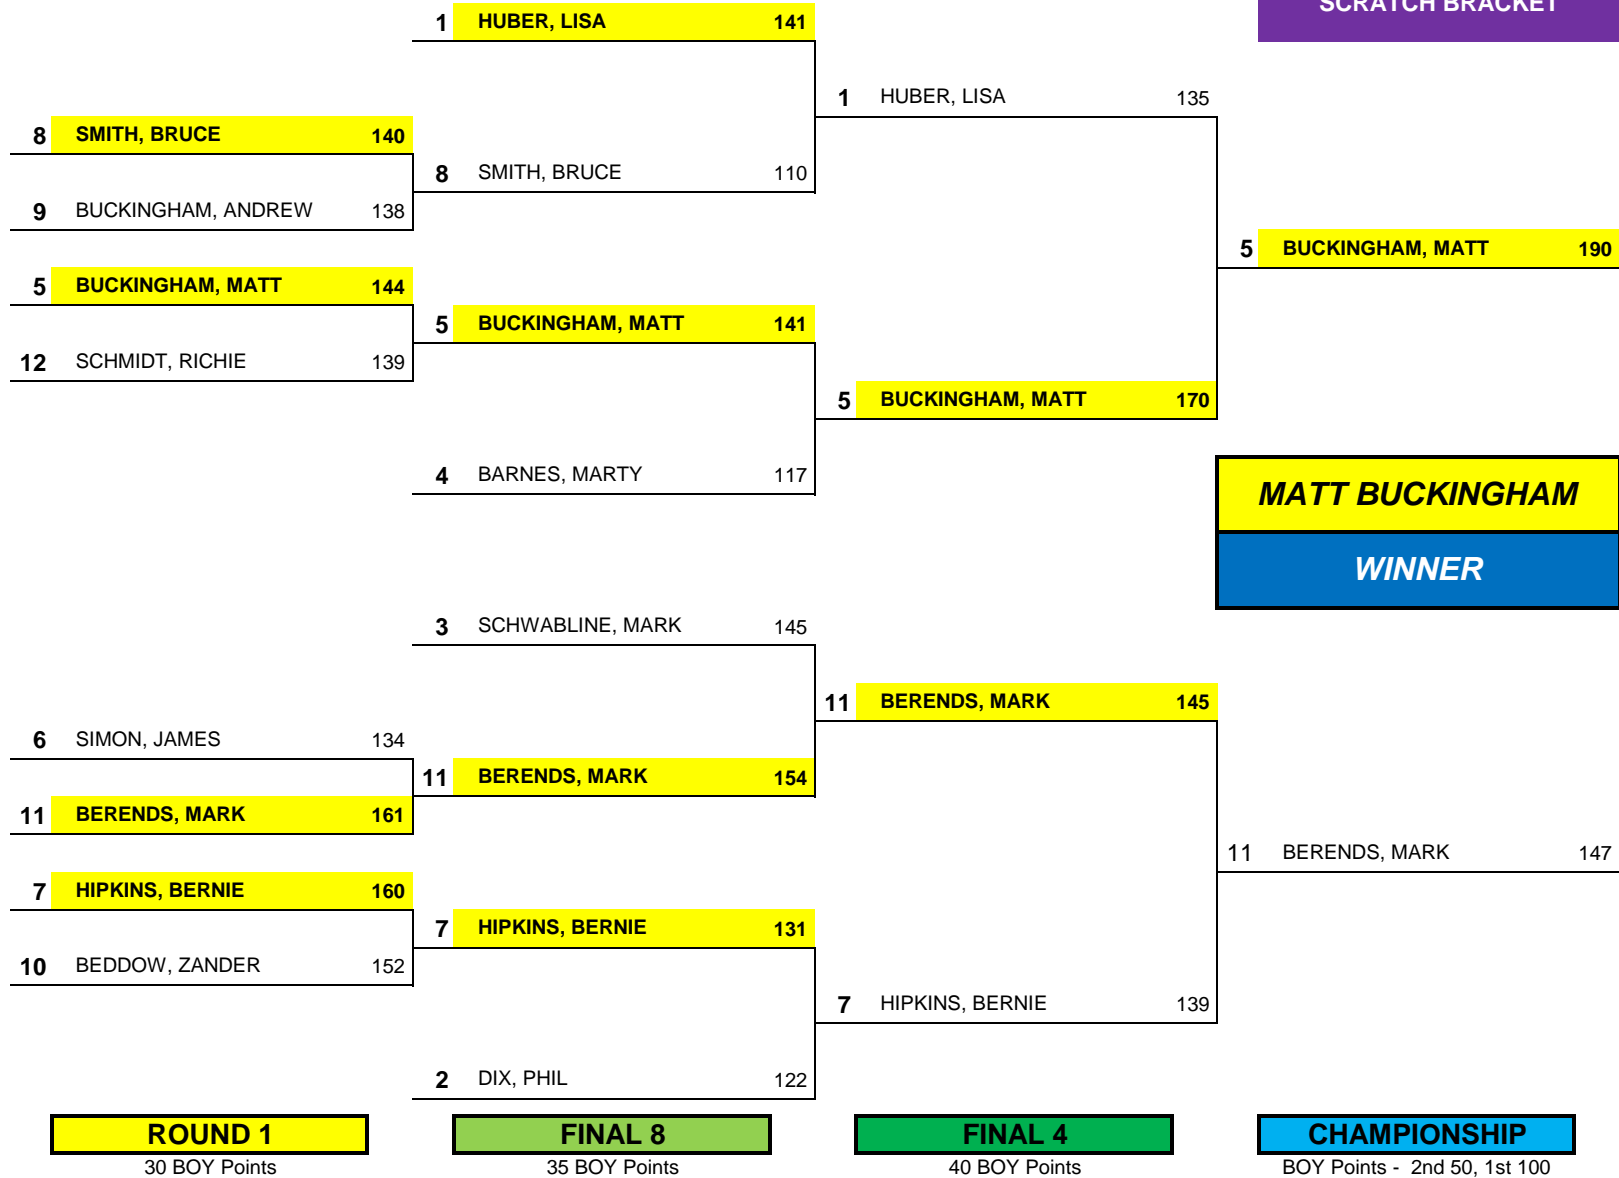 SCRATCH BRACKET
1 HUBER, LISA 141
1 HUBER, LISA 135
8 SMITH, BRUCE 140
8 SMITH, BRUCE 110
9 BUCKINGHAM, ANDREW 138
5 BUCKINGHAM, MATT 190
5 BUCKINGHAM, MATT 144
5 BUCKINGHAM, MATT 141
12 SCHMIDT, RICHIE 139
5 BUCKINGHAM, MATT 170
4 BARNES, MARTY 117
MATT BUCKINGHAM
WINNER
3 SCHWABLINE, MARK 145
11 BERENDS, MARK 145
6 SIMON, JAMES 134
11 BERENDS, MARK 154
11 BERENDS, MARK 161
11 BERENDS, MARK 147
7 HIPKINS, BERNIE 160
7 HIPKINS, BERNIE 131
10 BEDDOW, ZANDER 152
7 HIPKINS, BERNIE 139
2 DIX, PHIL 122
ROUND 1 FINAL 8 FINAL 4 CHAMPIONSHIP
30 BOY Points 35 BOY Points 40 BOY Points BOY Points - 2nd 50, 1st 100